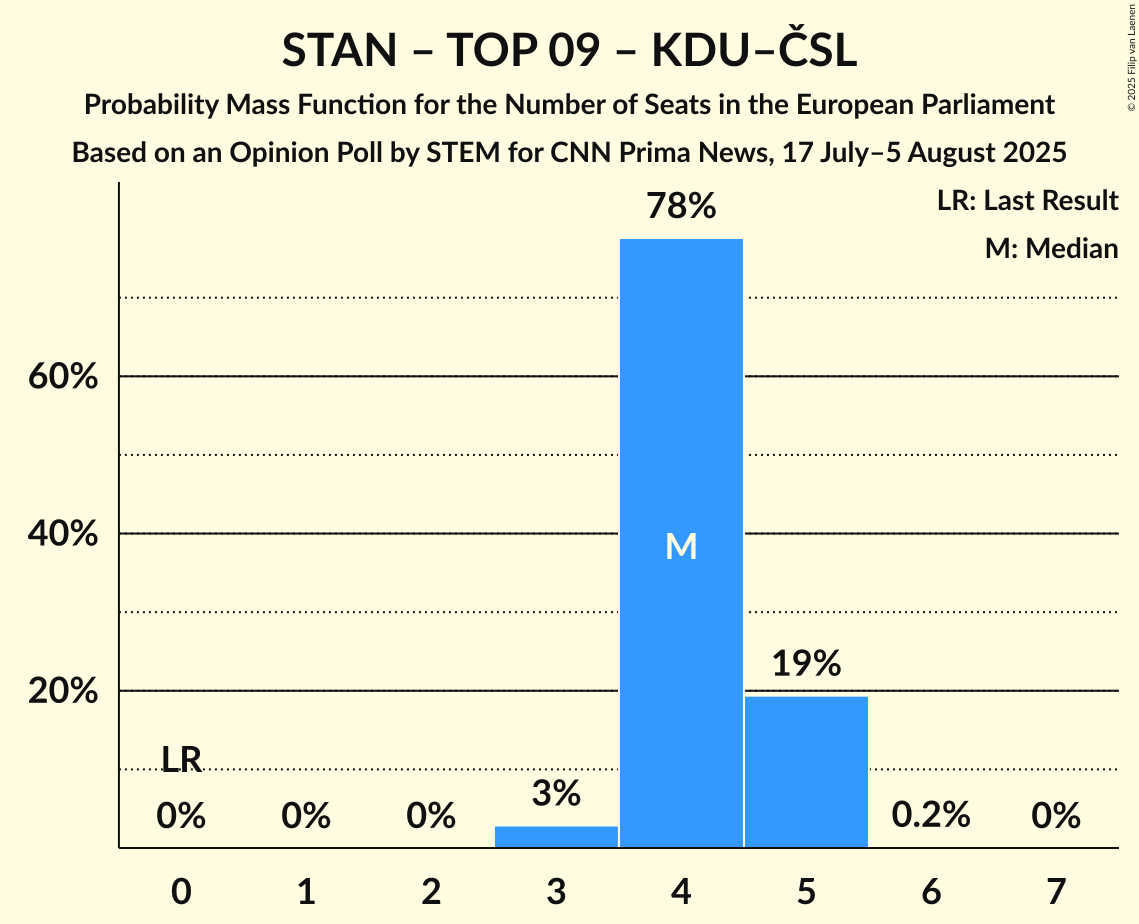 STAN – TOP 09 – KDU–ČSL
Probability Mass Function for the Number of Seats in the European Parliament
Based on an Opinion Poll by STEM for CNN Prima News, 17 July–5 August 2025
© 2025 Filip van Laenen
LR: Last Result
M: Median
78%
60%
40%
M
19%
20%
LR
3%
0% 0% 0% 0.2% 0%
0 1 2 3 4 5 6 7